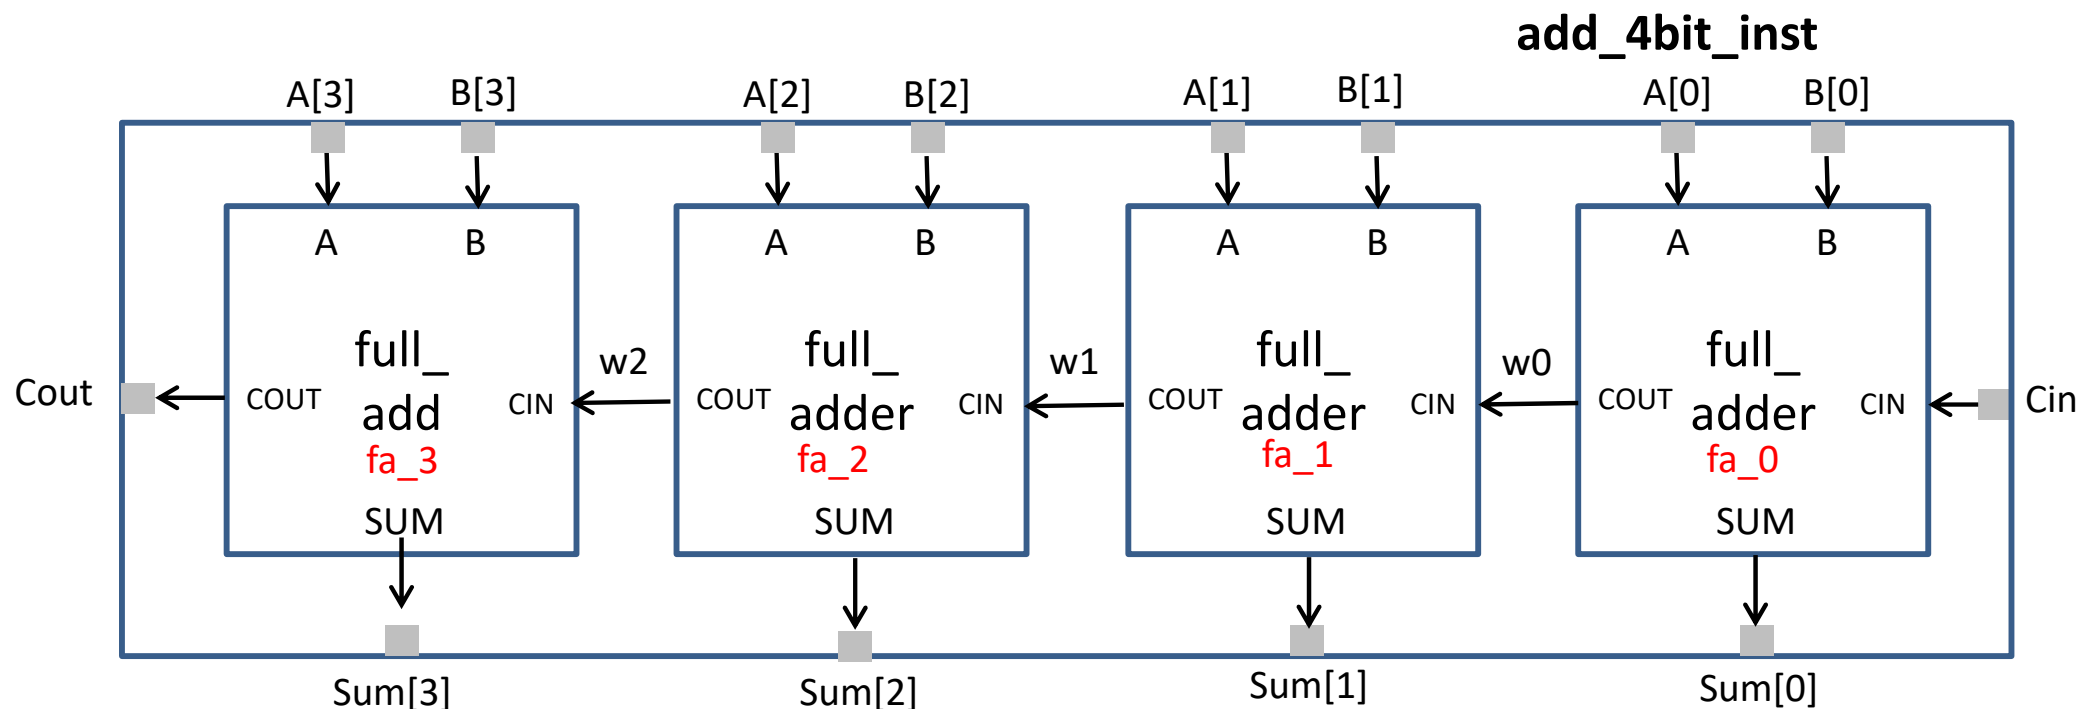 add_4bit_inst
A[3] B[3] A[2] B[2] A[1] B[1] A[0] B[0]
A B A B A B A B
full_ full_ full_ full_
w2 w1 w0
Cout COUT add CIN COUT adder CIN COUT adder CIN COUT adder CIN Cin
fa_3 fa_2 fa_1 fa_0
SUM SUM SUM SUM
Sum[3] Sum[2] Sum[1] Sum[0]